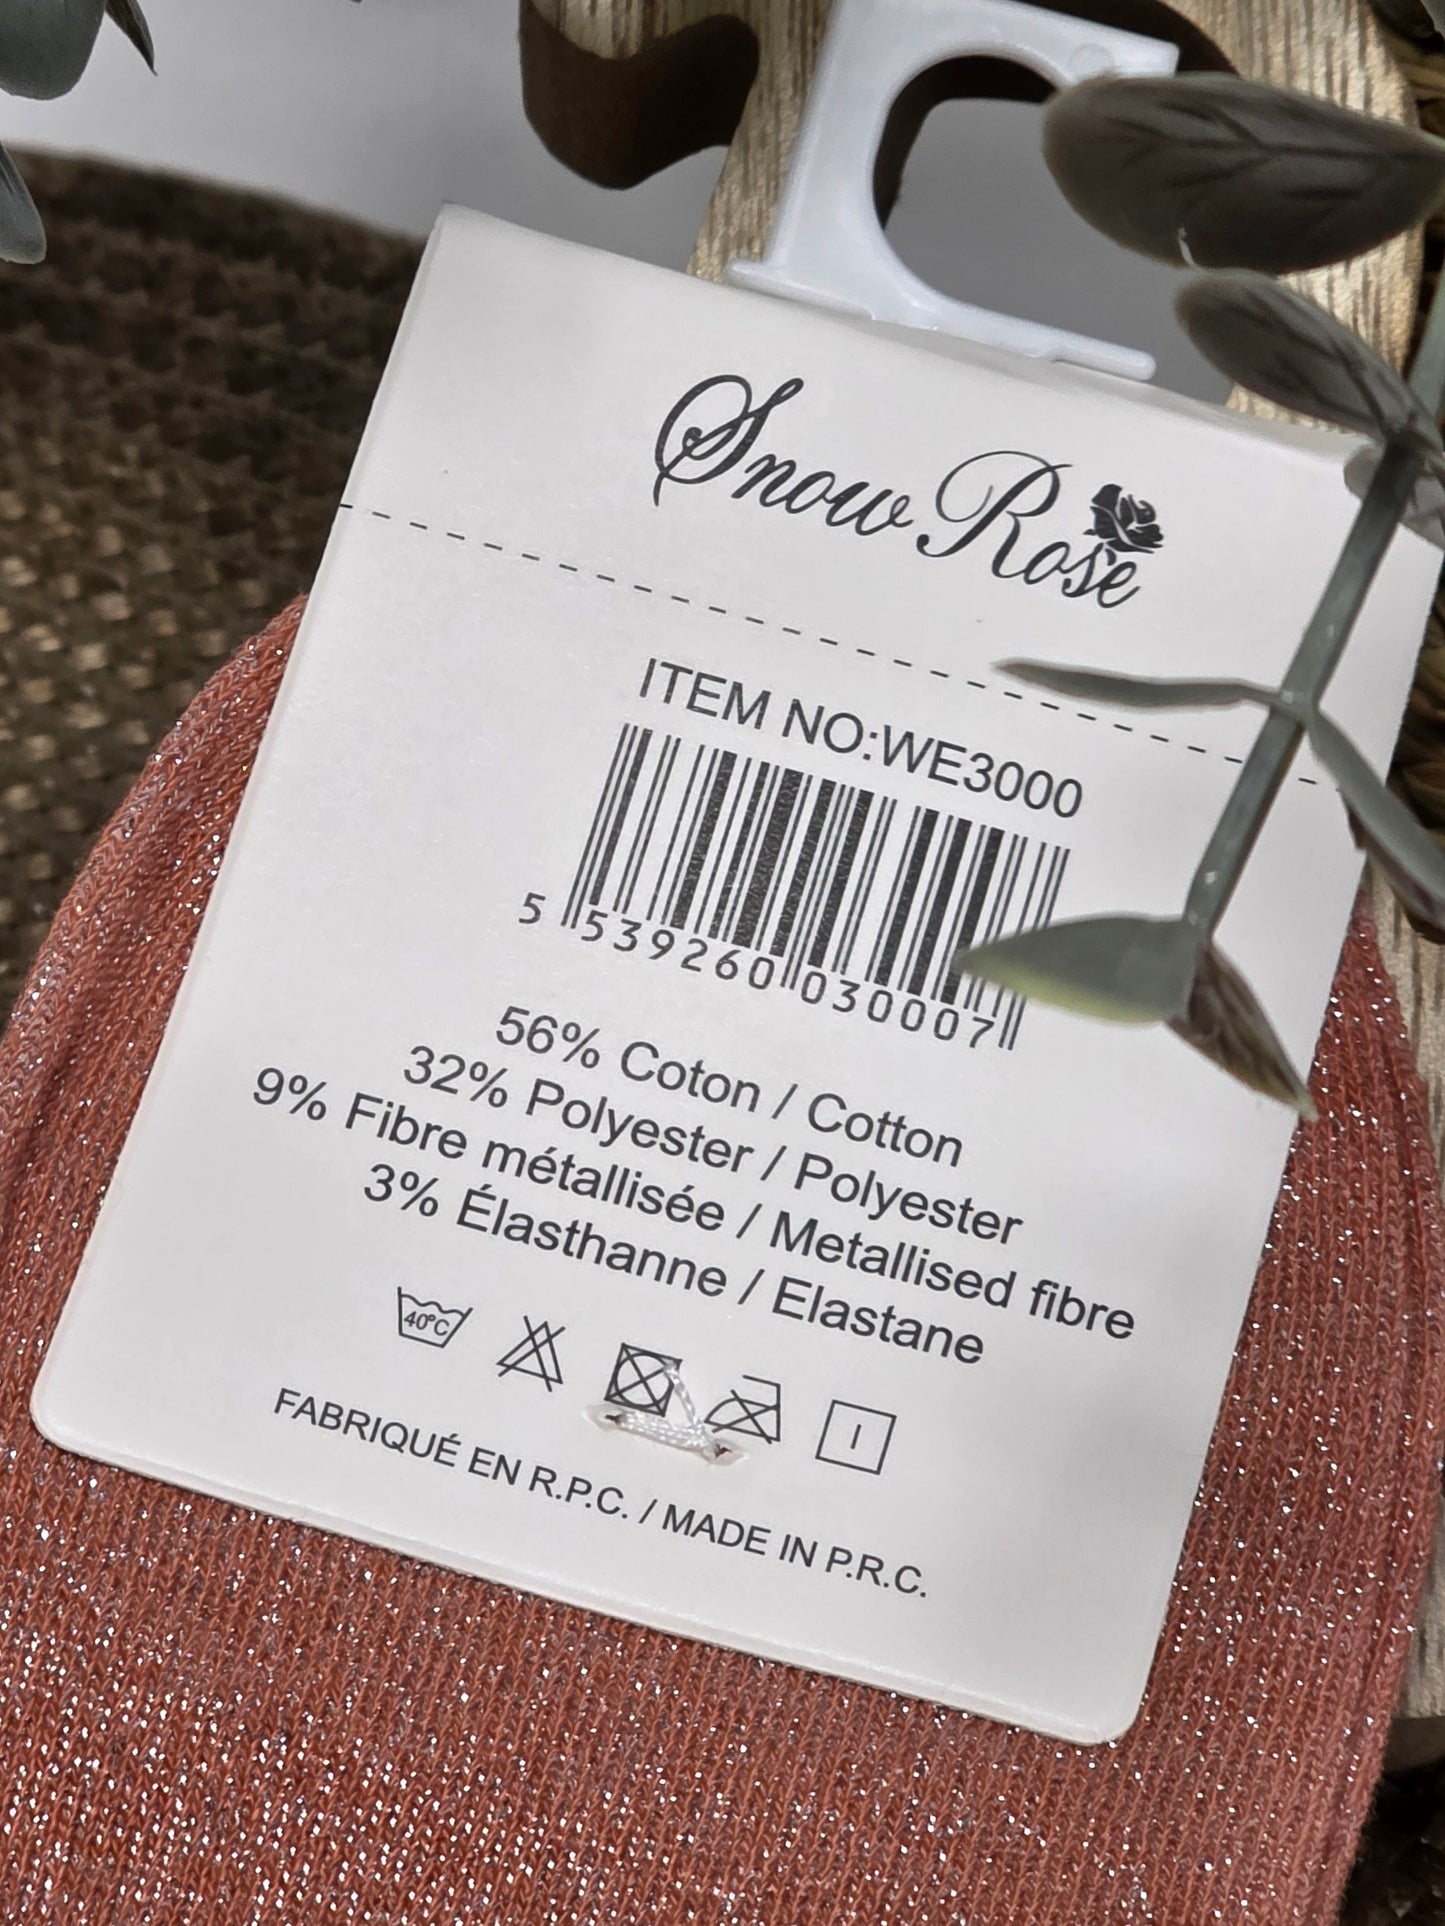 Snow Rose
ITEM NO:WE3000
5 539260 030007
56% Coton / Cotton
32% Polyester / Polyester
9% Fibre métallisée / Metallised fibre
3% Élasthanne / Elastane
40°C
FABRIQUÉ EN R.P.C. / MADE IN P.R.C.